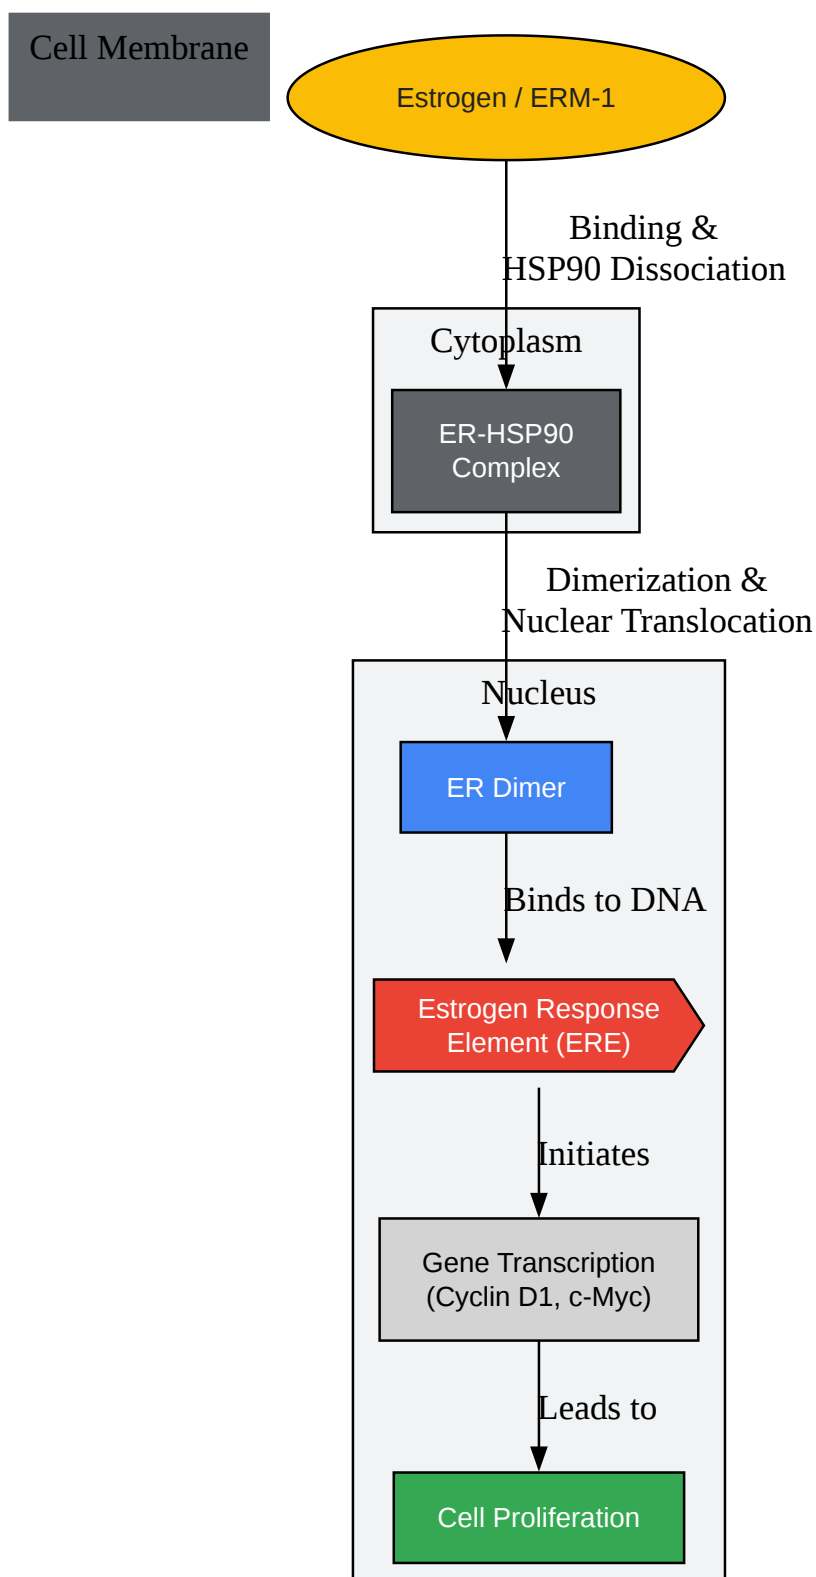 Cell Membrane
Estrogen / ERM-1
Binding &
HSP90 Dissociation
Cytoplasm
ER-HSP90
Complex
Dimerization &
Nuclear Translocation
Nucleus
ER Dimer
Binds to DNA
Estrogen Response
Element (ERE)
Initiates
Gene Transcription
(Cyclin D1, c-Myc)
Leads to
Cell Proliferation